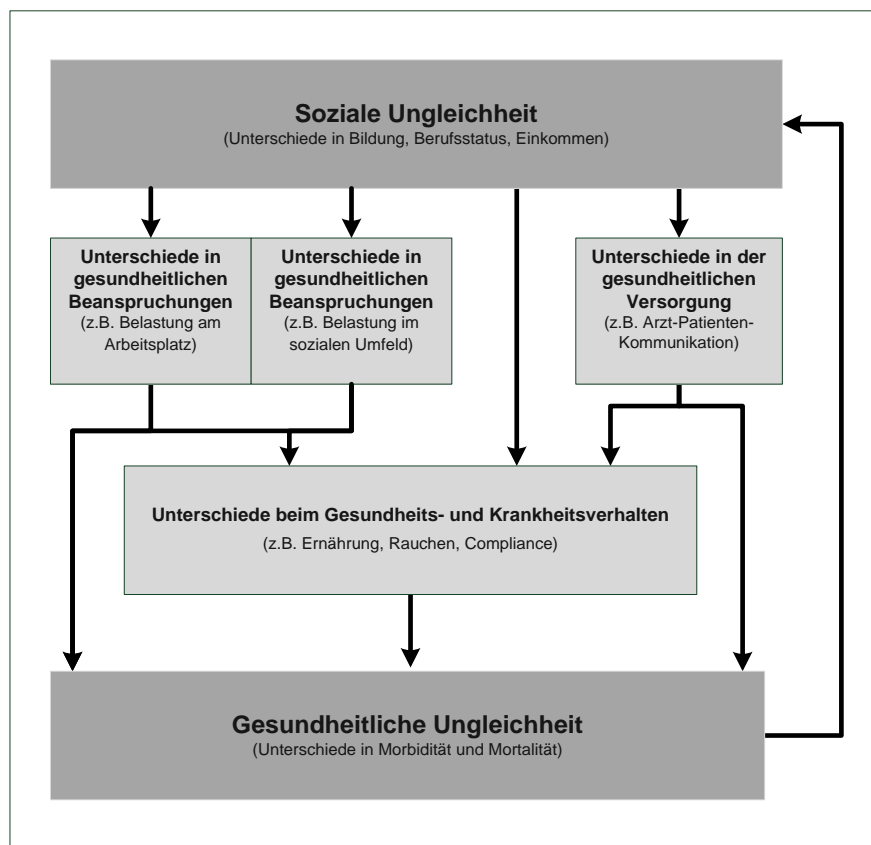 Soziale Ungleichheit
(Unterschiede in Bildung, Berufsstatus, Einkommen)
Unterschiede in
gesundheitlichen
Beanspruchungen
(z.B. Belastung am
Arbeitsplatz)
Unterschiede in
gesundheitlichen
Beanspruchungen
(z.B. Belastung im
sozialen Umfeld)
Unterschiede in der
gesundheitlichen
Versorgung
(z.B. Arzt-Patienten-
Kommunikation)
Unterschiede beim Gesundheits- und Krankheitsverhalten
(z.B. Ernährung, Rauchen, Compliance)
Gesundheitliche Ungleichheit
(Unterschiede in Morbidität und Mortalität)